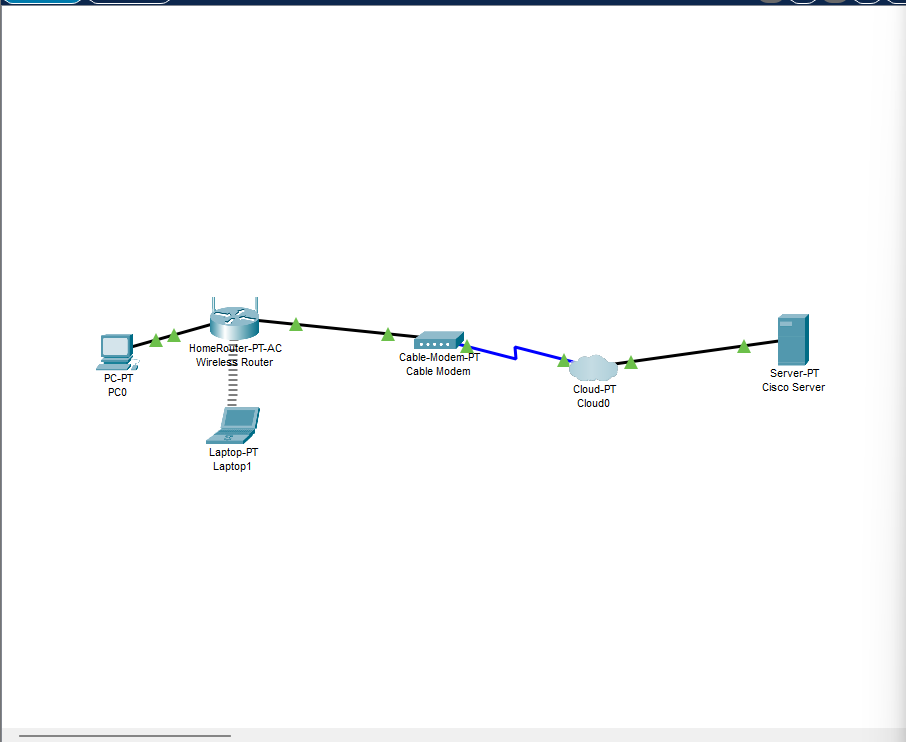 HomeRouter-PT-AC
Wireless Router
PC-PT
PC0
Laptop-PT
Laptop1
Cable-Modem-PT
Cable Modem
Cloud-PT
Cloud0
Server-PT
Cisco Server